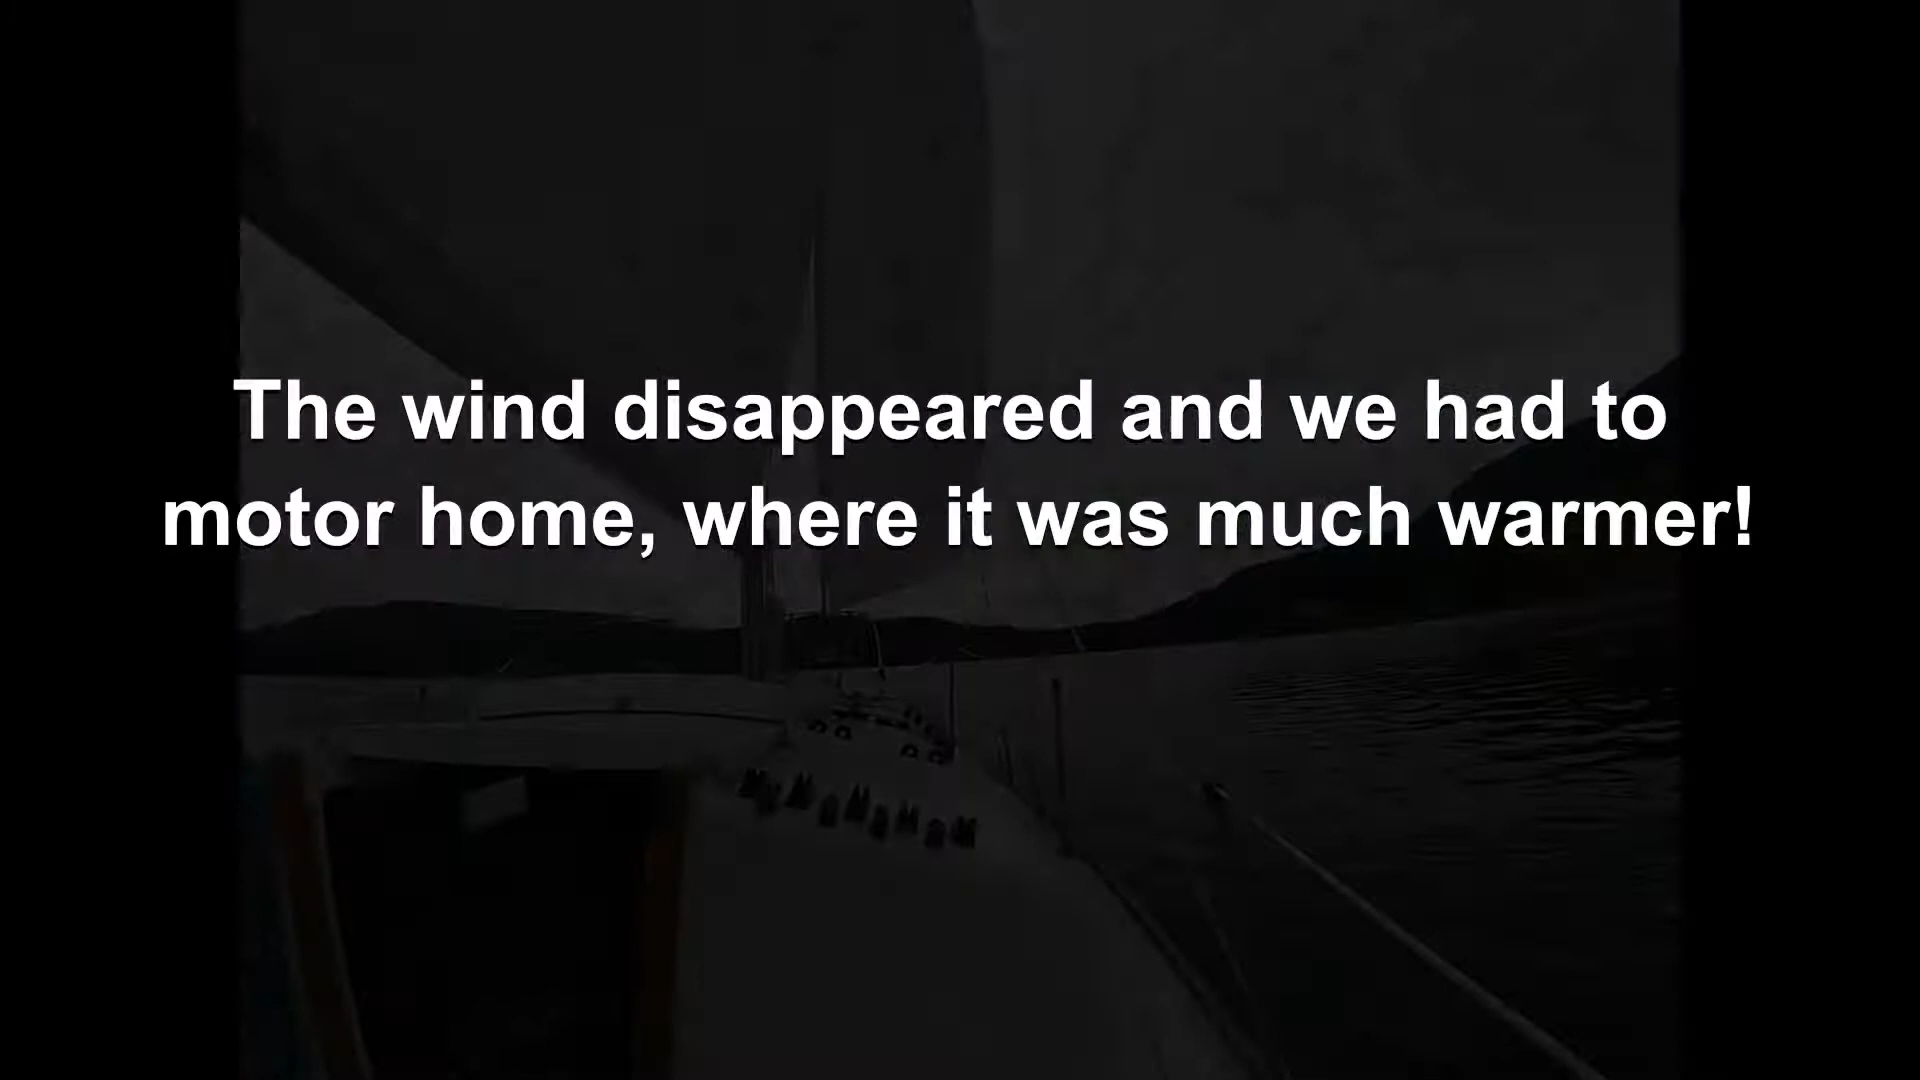 The wind disappeared and we had to
motor home, where it was much warmer!